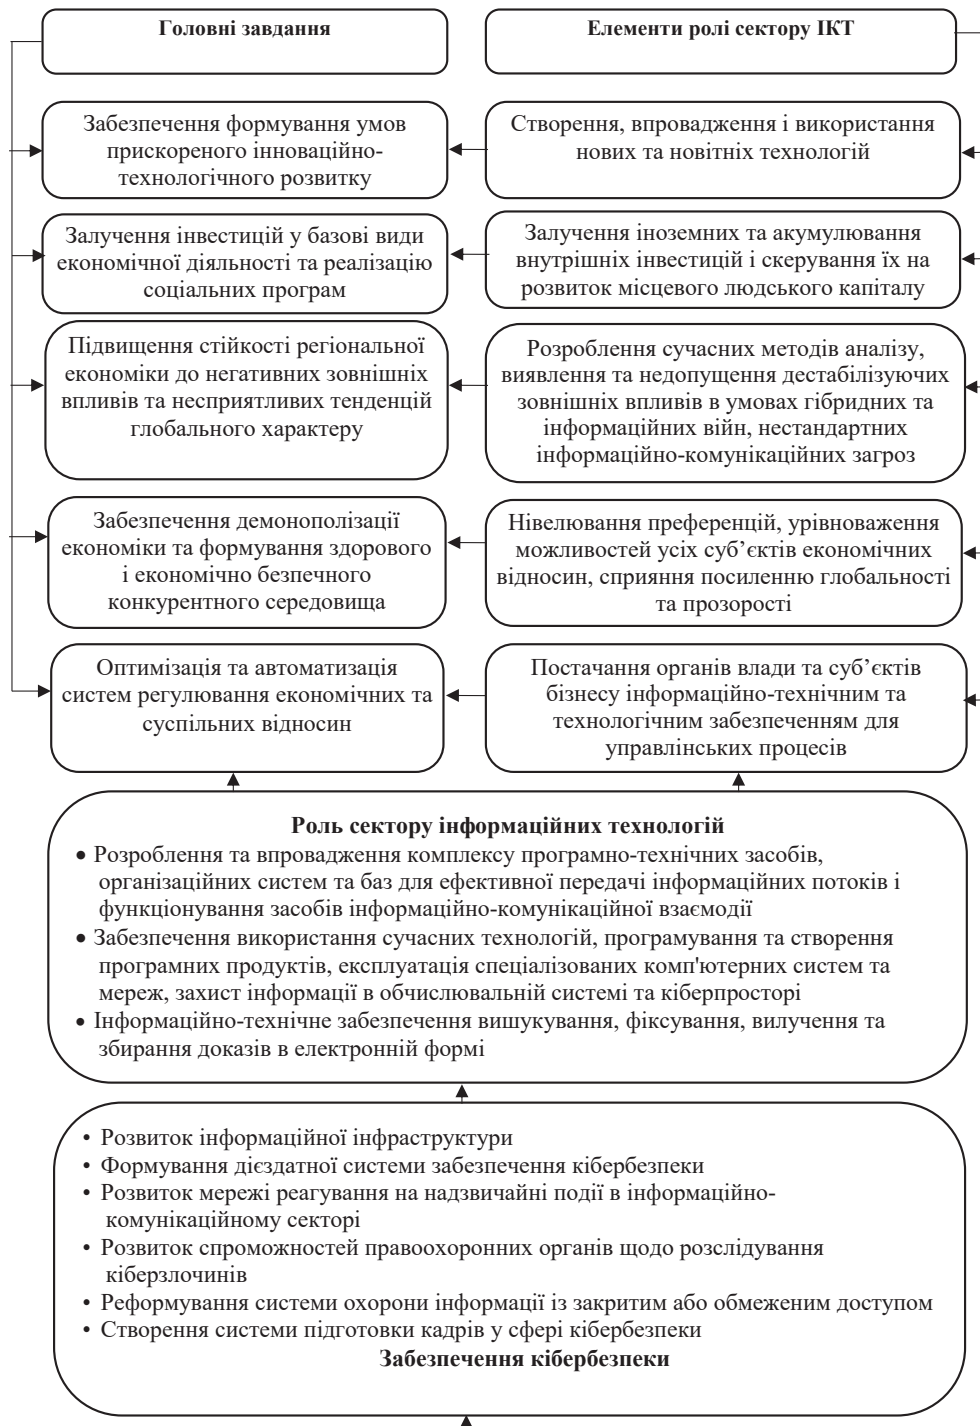 Головні завдання
Елементи ролі сектору ІКТ
Забезпечення формування умов
прискореного інноваційно-
технологічного розвитку
Створення, впровадження і використання
нових та новітніх технологій
Залучення інвестицій у базові види
економічної діяльності та реалізацію
соціальних програм
Залучення іноземних та акумулювання
внутрішніх інвестицій і скерування їх на
розвиток місцевого людського капіталу
Підвищення стійкості регіональної
економіки до негативних зовнішніх
впливів та несприятливих тенденцій
глобального характеру
Розроблення сучасних методів аналізу,
виявлення та недопущення дестабілізуючих
зовнішніх впливів в умовах гібридних та
інформаційних війн, нестандартних
інформаційно-комунікаційних загроз
Забезпечення демонополізації
економіки та формування здорового
і економічно безпечного
конкурентного середовища
Нівелювання преференцій, урівноваження
можливостей усіх суб’єктів економічних
відносин, сприяння посиленню глобальності
та прозорості
Оптимізація та автоматизація
систем регулювання економічних та
суспільних відносин
Постачання органів влади та суб’єктів
бізнесу інформаційно-технічним та
технологічним забезпеченням для
управлінських процесів
Роль сектору інформаційних технологій
• Розроблення та впровадження комплексу програмно-технічних засобів,
організаційних систем та баз для ефективної передачі інформаційних потоків і
функціонування засобів інформаційно-комунікаційної взаємодії
• Забезпечення використання сучасних технологій, програмування та створення
програмних продуктів, експлуатація спеціалізованих комп'ютерних систем та
мереж, захист інформації в обчислювальній системі та кіберпросторі
• Інформаційно-технічне забезпечення вишукування, фіксування, вилучення та
збирання доказів в електронній формі
• Розвиток інформаційної інфраструктури
• Формування дієздатної системи забезпечення кібербезпеки
• Розвиток мережі реагування на надзвичайні події в інформаційно-
комунікаційному секторі
• Розвиток спроможностей правоохоронних органів щодо розслідування
кіберзлочинів
• Реформування системи охорони інформації із закритим або обмеженим доступом
• Створення системи підготовки кадрів у сфері кібербезпеки
Забезпечення кібербезпеки